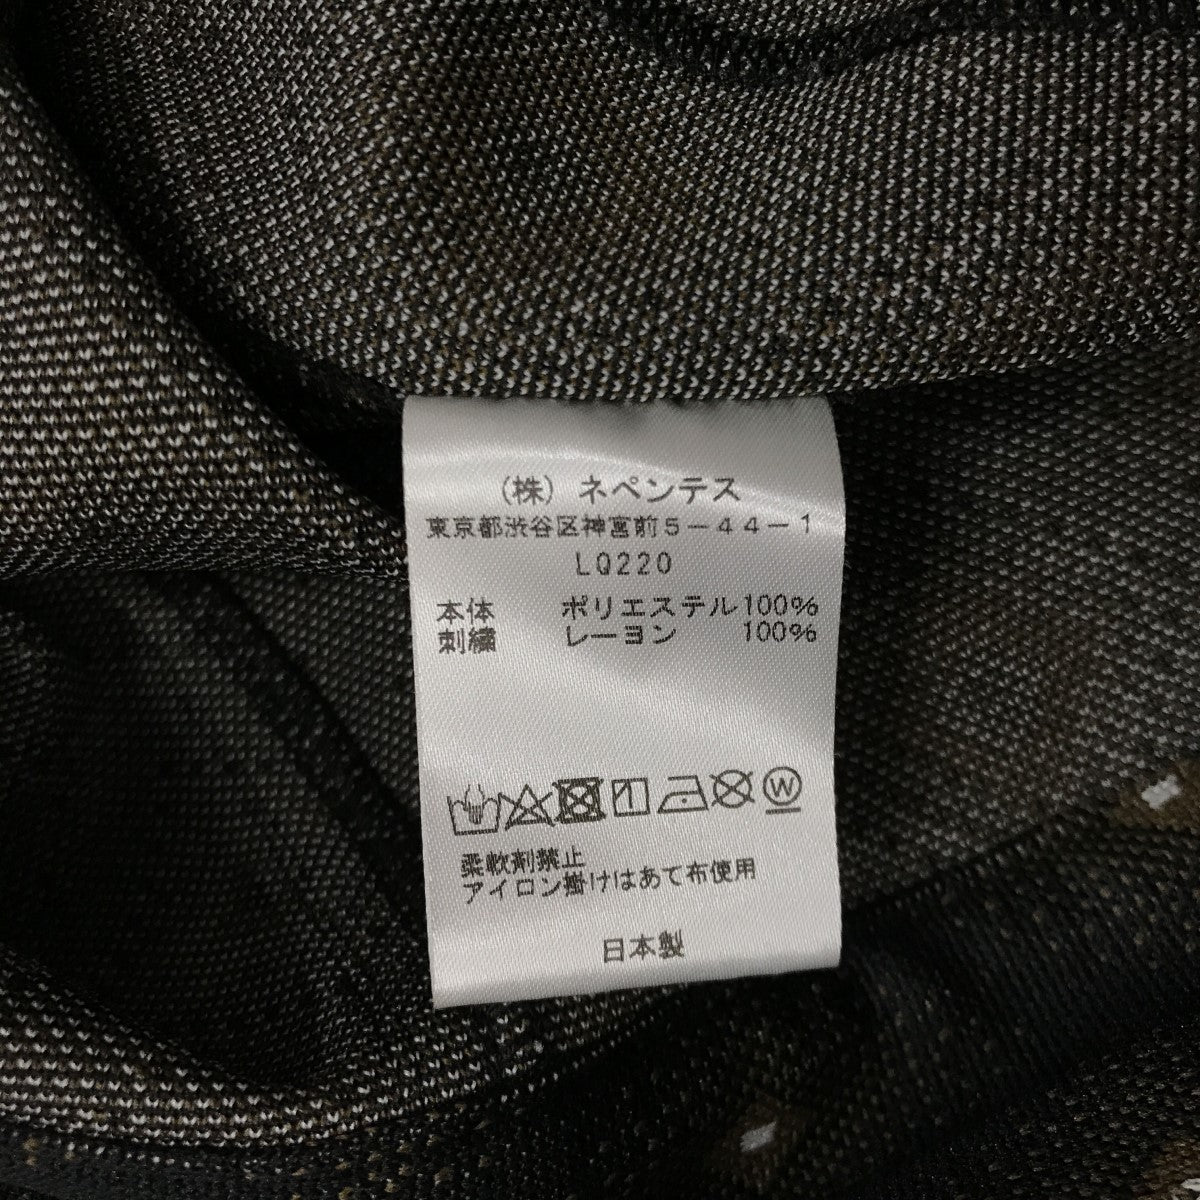 (株)ネペンテス
東京都渋谷区神宮前5-44-1
LQ220
本体 ポリエステル100%
刺繍 レーヨン 100%
W
柔軟剤禁止
アイロン掛けはあて布使用
日本製